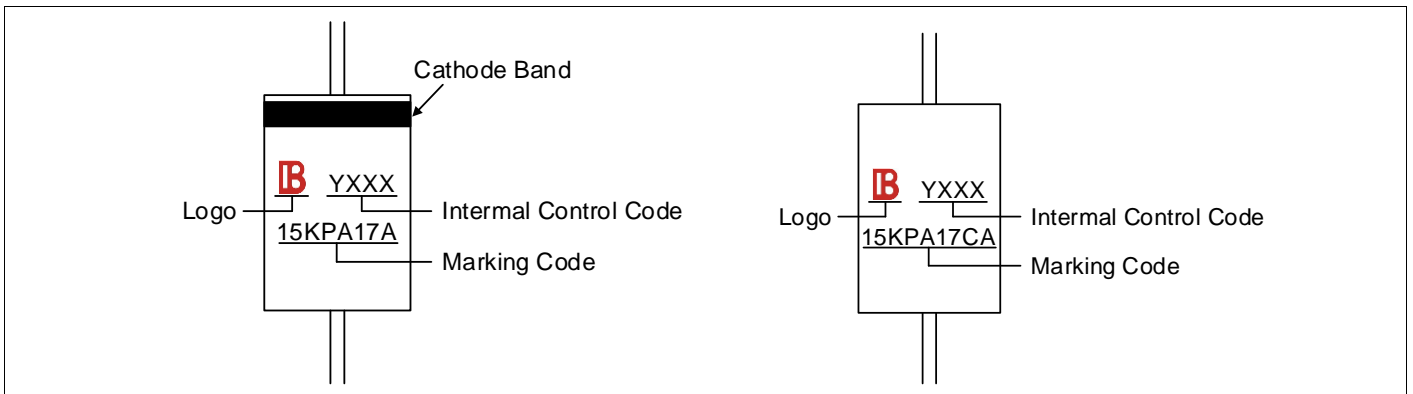 Cathode Band
B YXXX
Logo
Intermal Control Code
15KPA17A
Marking Code
B YXXX
Logo
Intermal Control Code
15KPA17CA
Marking Code